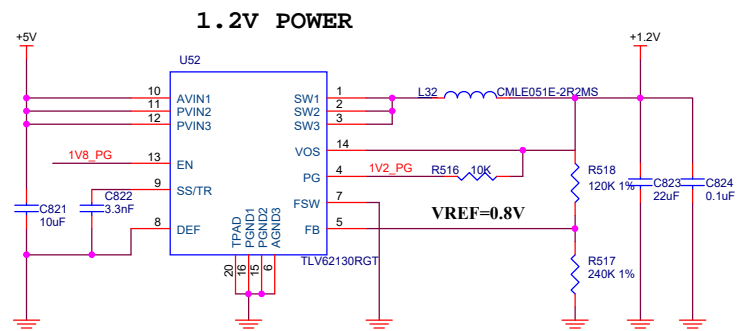 1.2V POWER
+5V
+1.2V
U52
10 AVIN1 SW1 1 L32 CMLE051E-2R2MS
11 PVIN2 SW2 2
12 PVIN3 SW3 3
VOS 14
1V8_PG 13 EN
PG 4 1V2_PG R516 10K
R518
120K 1%
9 SS/TR
C822
3.3nF
FSW 7
C821
10uF
C823
22uF
C824
0.1uF
8 DEF FB 5 VREF=0.8V
TPAD PGND1 PGND2 AGND3
TLV62130RGT
20 16 15 6
R517
240K 1%